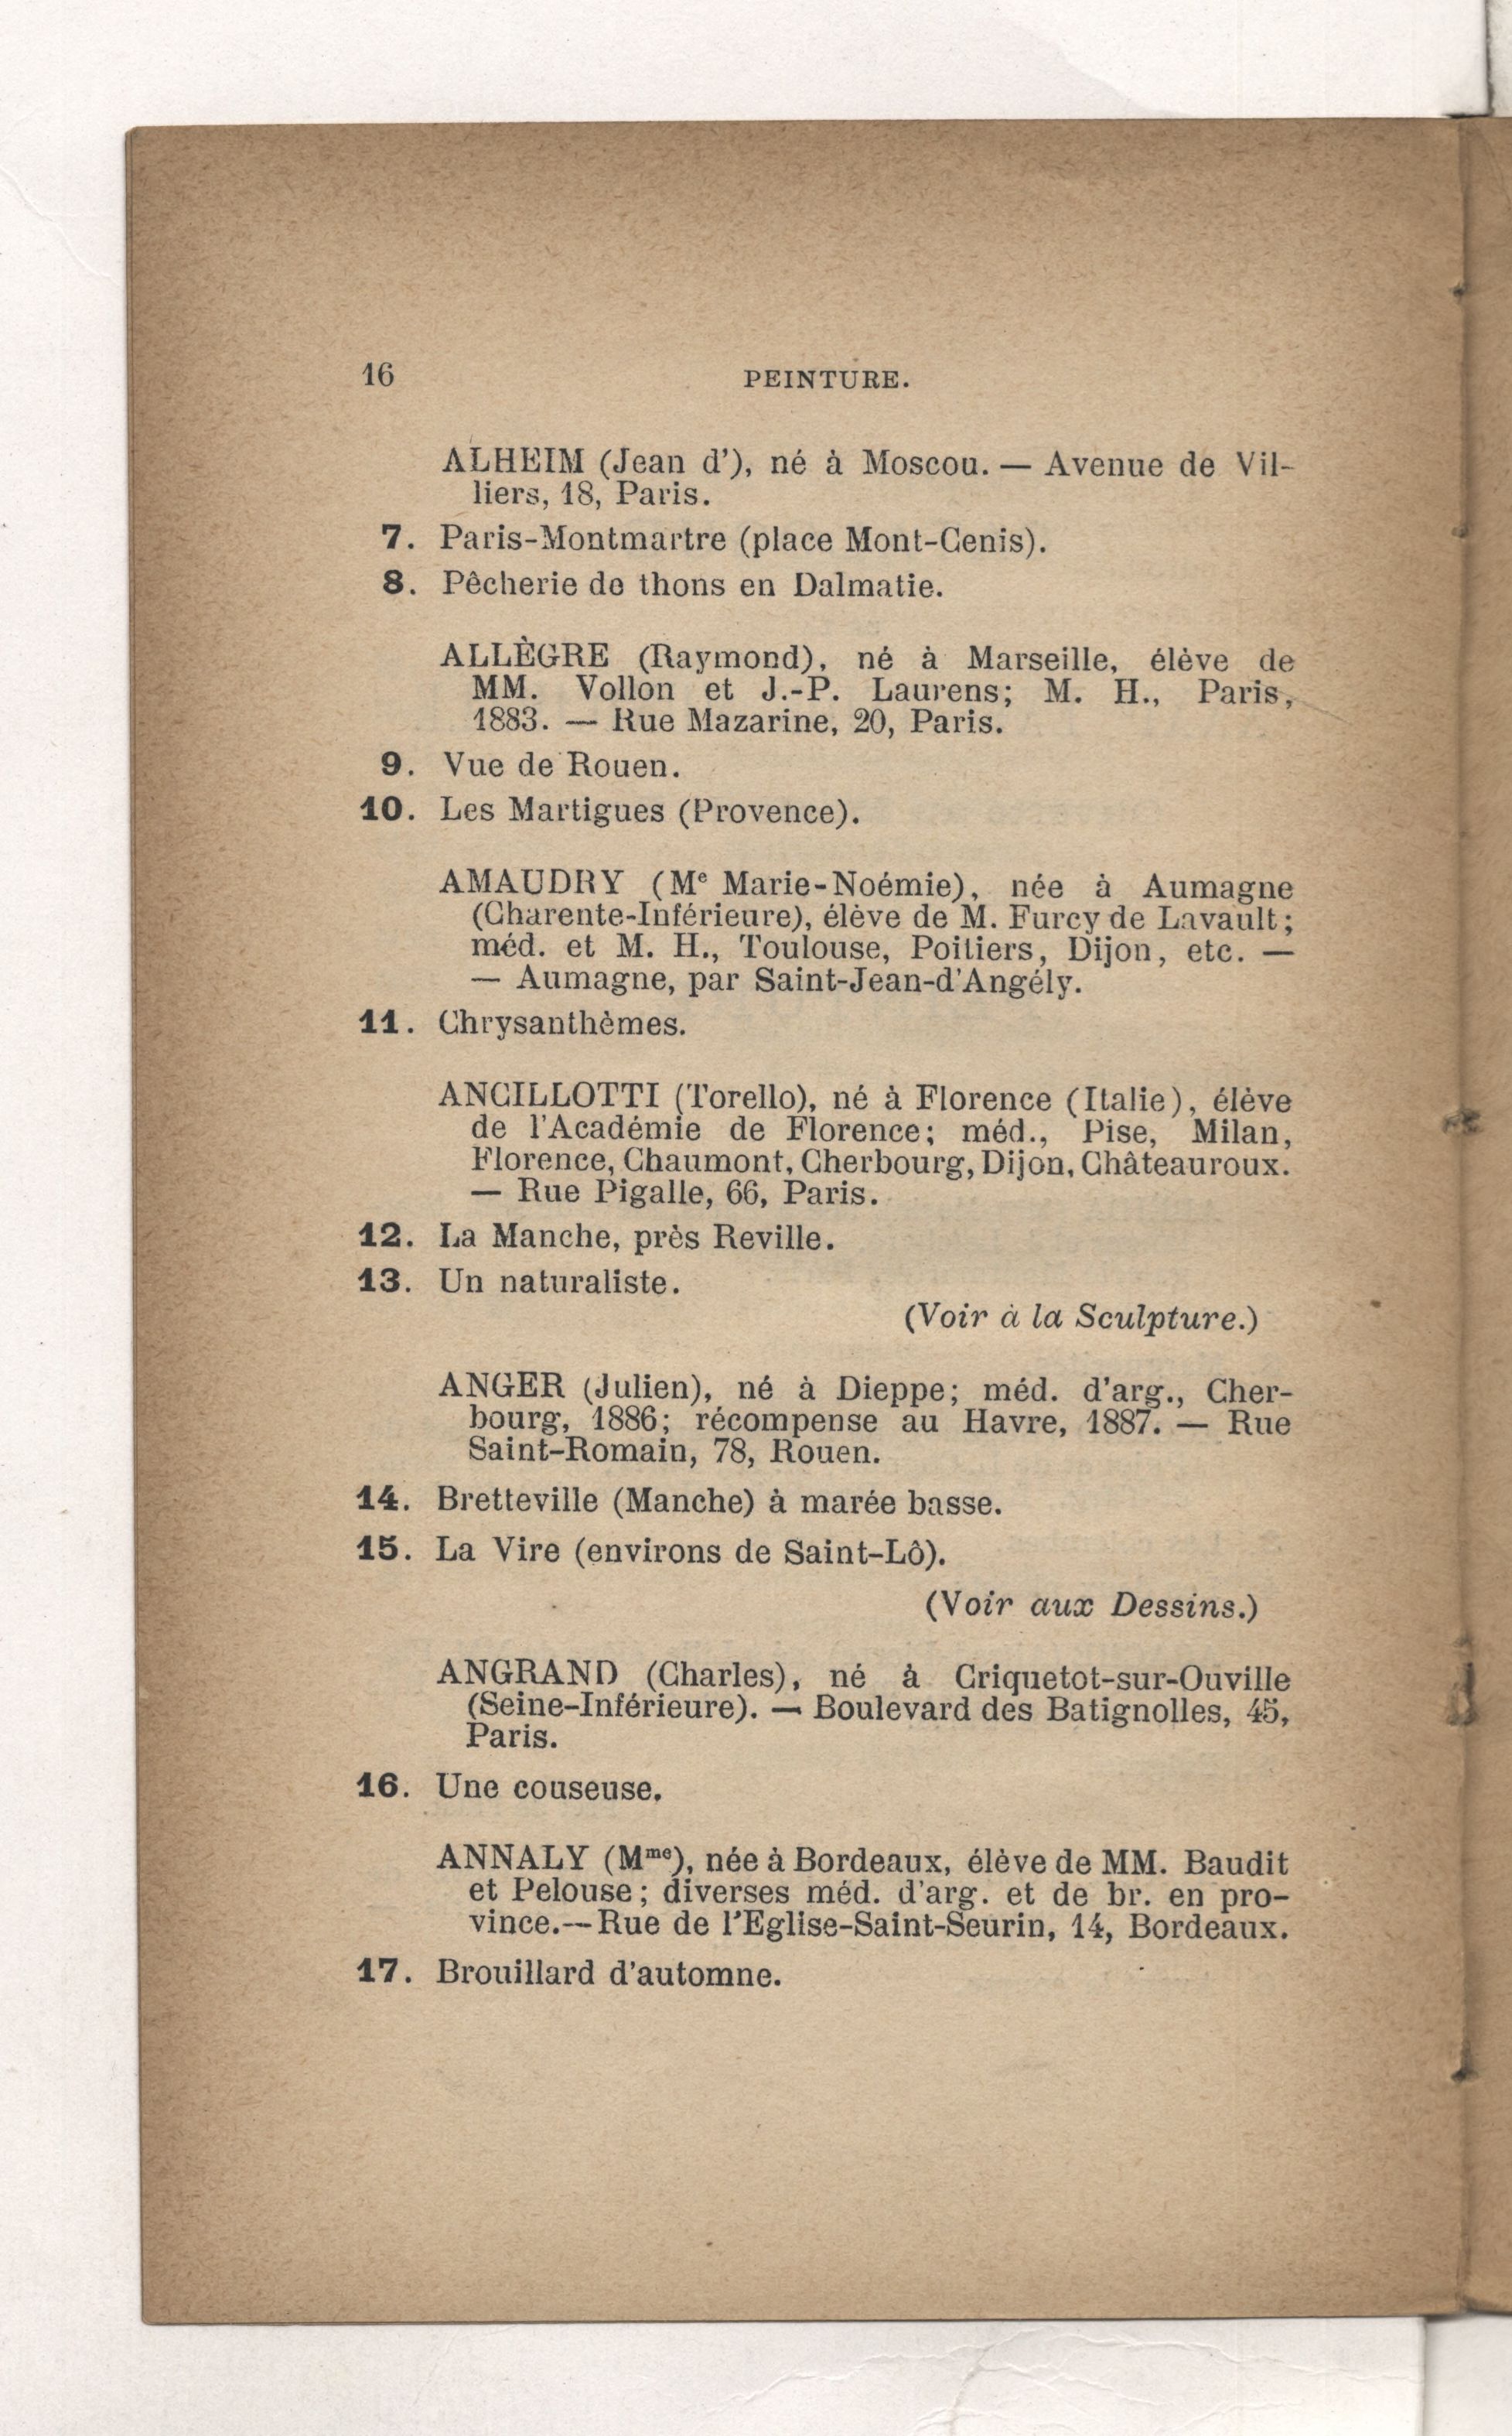 16
PEINTURE.
ALHEIM (Jean d'), né à Moscou. — Avenue de Vil-
liers, 18, Paris.
7. Paris-Montmartre (place Mont-Cenis).
8. Pêcherie de thons en Dalmatie.
ALLÈGRE (Raymond), né à Marseille, élève de
MM. Vollon et J.-P. Laurens; M. H., Paris,
1883. — Rue Mazarine, 20, Paris.
9. Vue de Rouen.
10. Les Martigues (Provence).
AMAUDRY (Me Marie-Noémie), née à Aumagne
(Charente-Inférieure), élève de M. Furcy de Lavault;
méd. et M. H., Toulouse, Poitiers, Dijon, etc. —
— Aumagne, par Saint-Jean-d'Angély.
11. Chrysanthèmes.
ANCILLOTTI (Torello), né à Florence (Italie), élève
de l'Académie de Florence; méd., Pise, Milan,
Florence, Chaumont, Cherbourg, Dijon, Châteauroux.
— Rue Pigalle, 66, Paris.
12. La Manche, près Reville.
13. Un naturaliste.
(Voir à la Sculpture.)
ANGER (Julien), né à Dieppe; méd. d'arg., Cher-
bourg, 1886; récompense au Havre, 1887. — Rue
Saint-Romain, 78, Rouen.
14. Bretteville (Manche) à marée basse.
15. La Vire (environs de Saint-Lô).
(Voir aux Dessins.)
ANGRAND (Charles), né à Criquetot-sur-Ouville
(Seine-Inférieure). — Boulevard des Batignolles, 45,
Paris.
16. Une couseuse.
ANNALY (Mme), née à Bordeaux, élève de MM. Baudit
et Pelouse; diverses méd. d'arg. et de br. en pro-
vince. — Rue de l'Eglise-Saint-Seurin, 14, Bordeaux.
17. Brouillard d'automne.